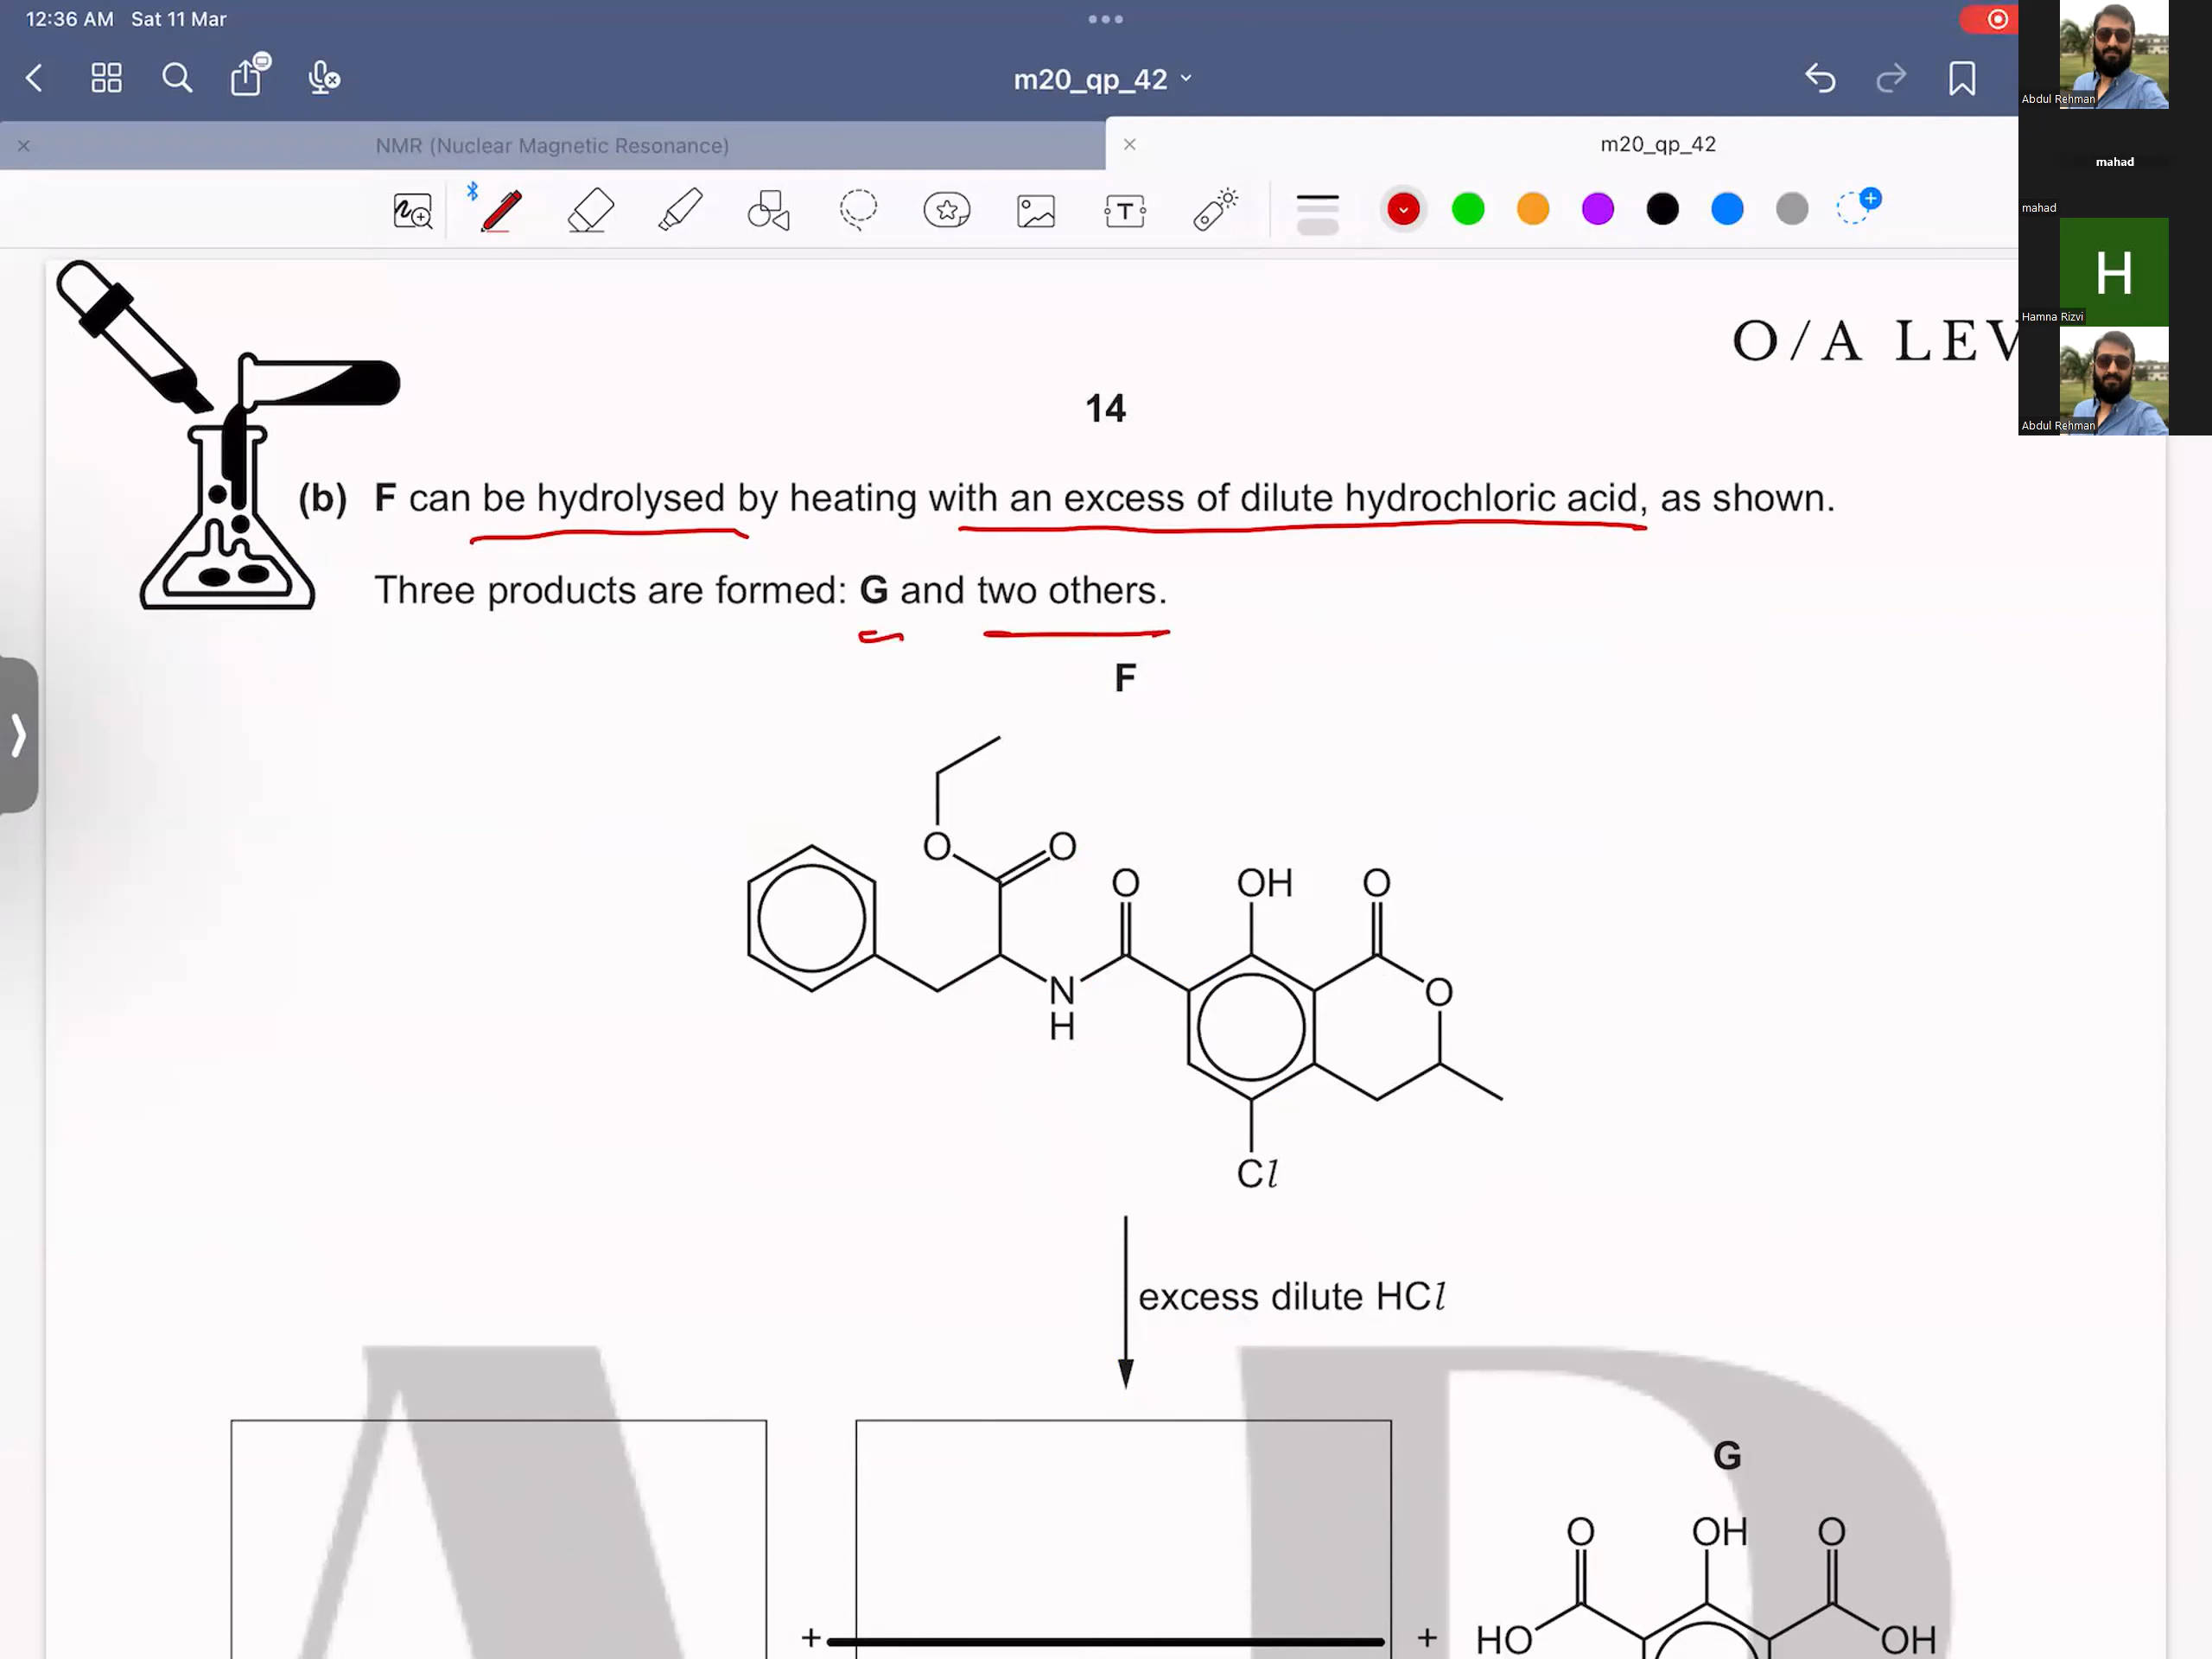 12:36 AM Sat 11 Mar
m20_qp_42
NMR (Nuclear Magnetic Resonance)
m20_qp_42
T
Abdul Rehman
mahad
mahad
H
Hamna Rizvi
Abdul Rehman
O/A LEV
14
(b) F can be hydrolysed by heating with an excess of dilute hydrochloric acid, as shown.
Three products are formed: G and two others.
F
O O
O OH O
N O
H
Cl
excess dilute HCl
A P
G
O OH O
+ + HO OH